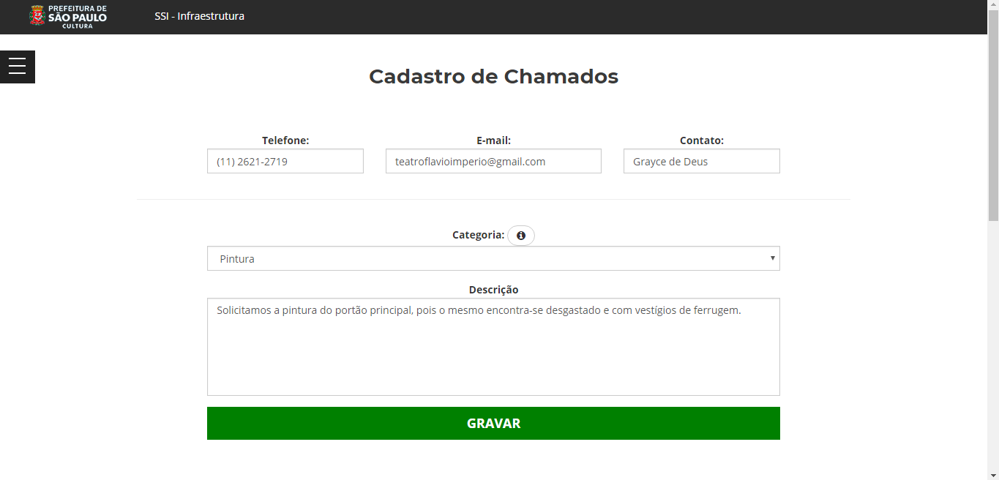 PREFEITURA DE
SÃO PAULO
CULTURA
SSI - Infraestrutura
Cadastro de Chamados
Telefone:
E-mail:
Contato:
(11) 2621-2719
teatroflavioimperio@gmail.com
Grayce de Deus
Categoria:
Pintura
Descrição
Solicitamos a pintura do portão principal, pois o mesmo encontra-se desgastado e com vestígios de ferrugem.
GRAVAR